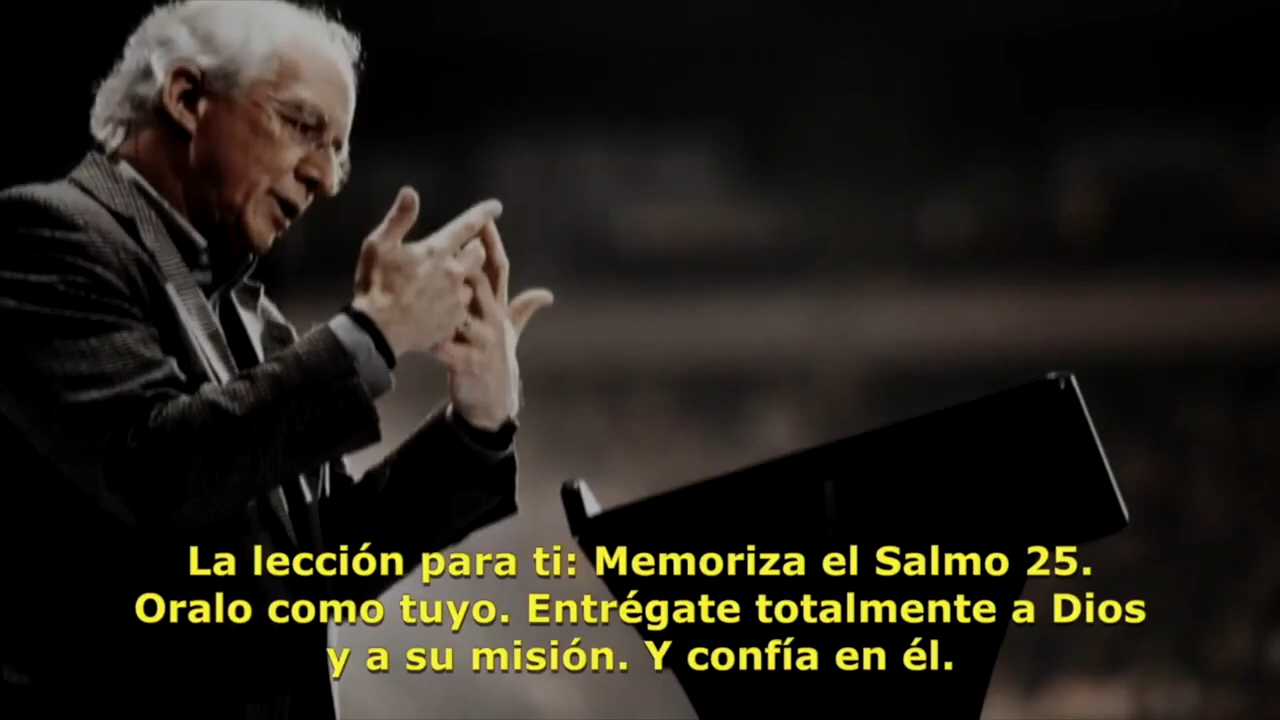 La lección para ti: Memoriza el Salmo 25.
Oralo como tuyo. Entrégate totalmente a Dios
y a su misión. Y confía en él.